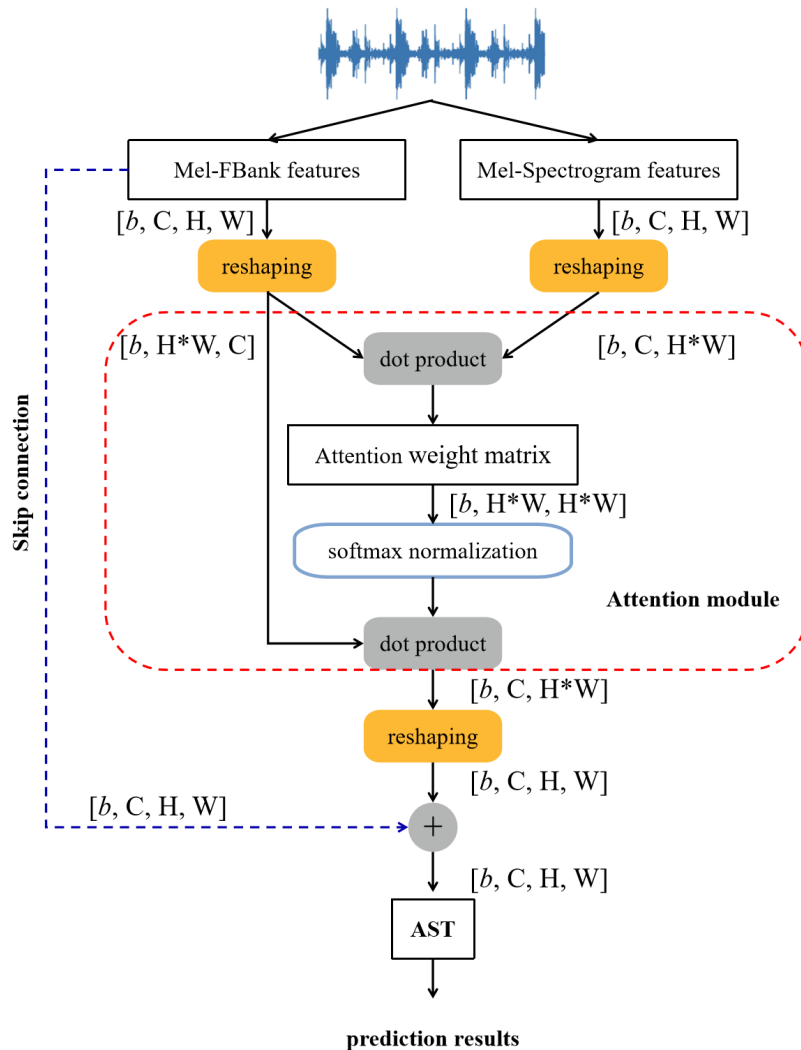 Mel-FBank features
Mel-Spectrogram features
[b, C, H, W]
[b, C, H, W]
reshaping
reshaping
[b, H*W, C]
[b, C, H*W]
dot product
Attention weight matrix
[b, H*W, H*W]
softmax normalization
Skip connection
Attention module
dot product
[b, C, H*W]
reshaping
[b, C, H, W]
[b, C, H, W]
+
[b, C, H, W]
AST
prediction results